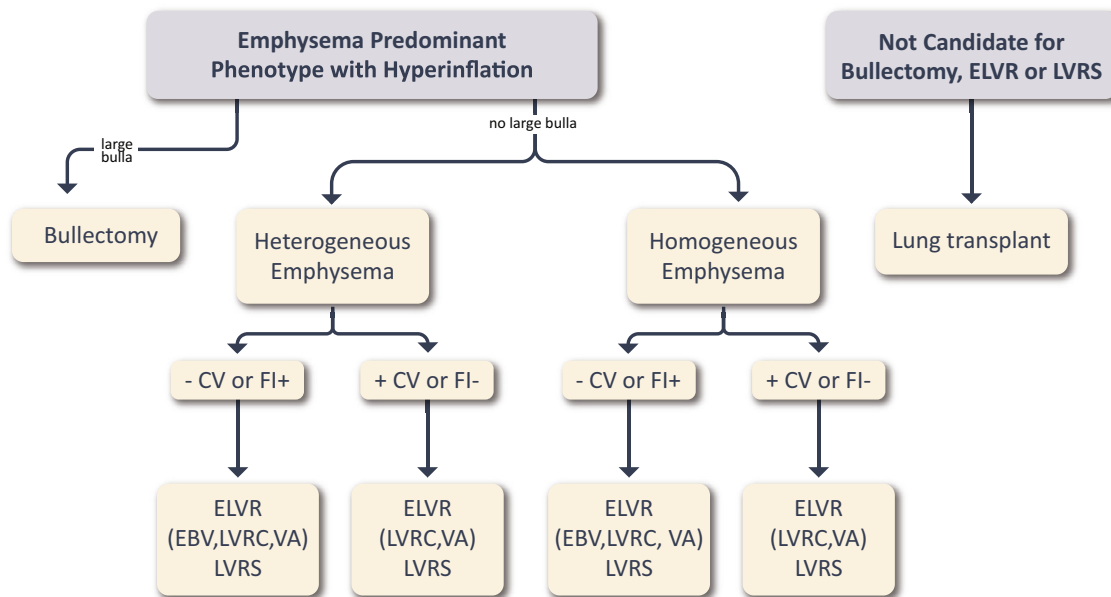 Emphysema Predominant
Phenotype with Hyperinflation
Not Candidate for
Bullectomy, ELVR or LVRS
large
bulla
no large bulla
Bullectomy
Heterogeneous
Emphysema
Homogeneous
Emphysema
Lung transplant
- CV or FI+
+ CV or FI-
- CV or FI+
+ CV or FI-
ELVR
(EBV,LVRC,VA)
LVRS
ELVR
(LVRC,VA)
LVRS
ELVR
(EBV,LVRC, VA)
LVRS
ELVR
(LVRC,VA)
LVRS